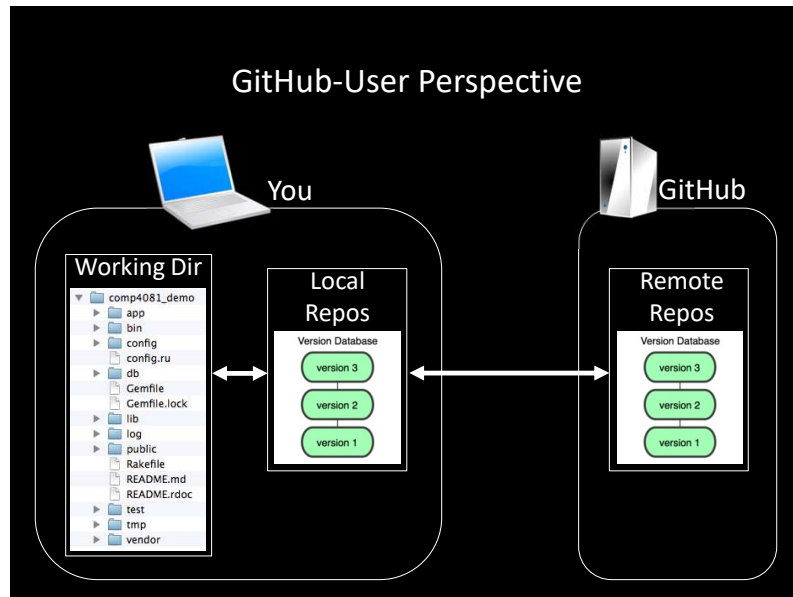 GitHub-User Perspective
You
GitHub
Working Dir
comp4081_demo
app
bin
config
config.ru
db
Gemfile
Gemfile.lock
lib
log
public
Rakefile
README.md
README.rdoc
test
tmp
vendor
Local
Repos
Version Database
version 3
version 2
version 1
Remote
Repos
Version Database
version 3
version 2
version 1